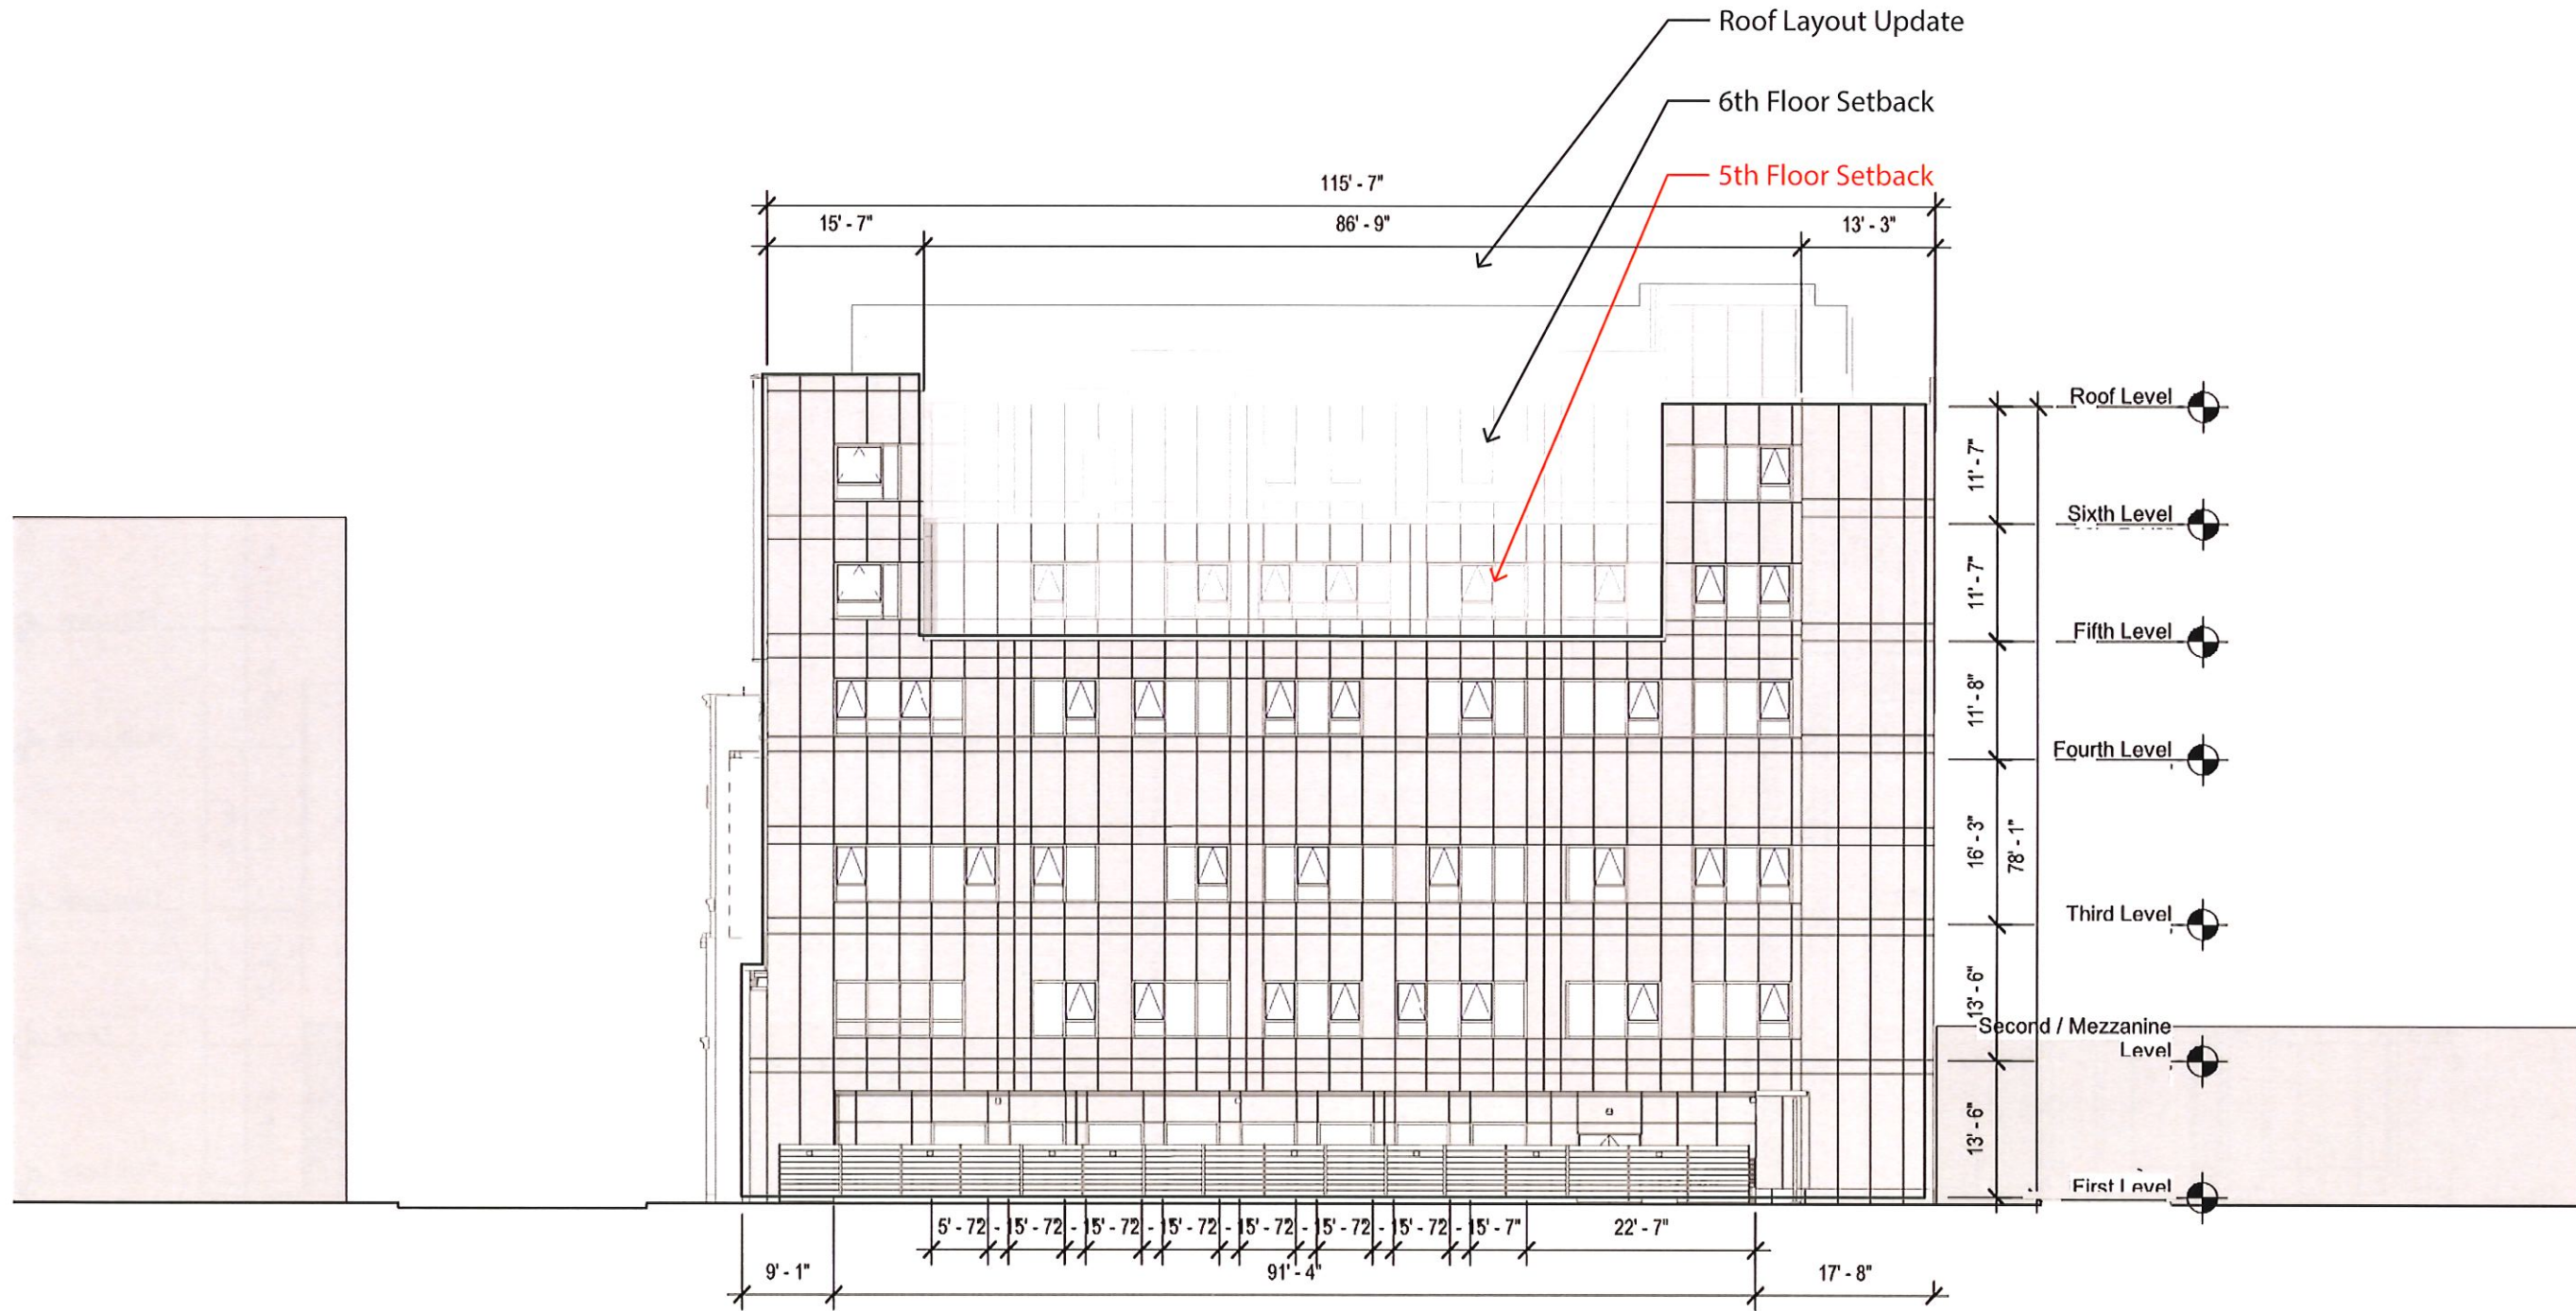 Roof Layout Update
6th Floor Setback
5th Floor Setback
115' - 7"
15' - 7"
86' - 9"
13' - 3"
Roof Level
11' - 7"
Sixth Level
11' - 7"
Fifth Level
11' - 8"
Fourth Level
16' - 3"
78' - 1"
Third Level
13' - 6"
Second / Mezzanine
Level
13' - 6"
First Level
5' - 72' - 15' - 72' - 15' - 72' - 15' - 72' - 15' - 72' - 15' - 72' - 15' - 72' - 15' - 7"
22' - 7"
9' - 1"
91' - 4"
17' - 8"